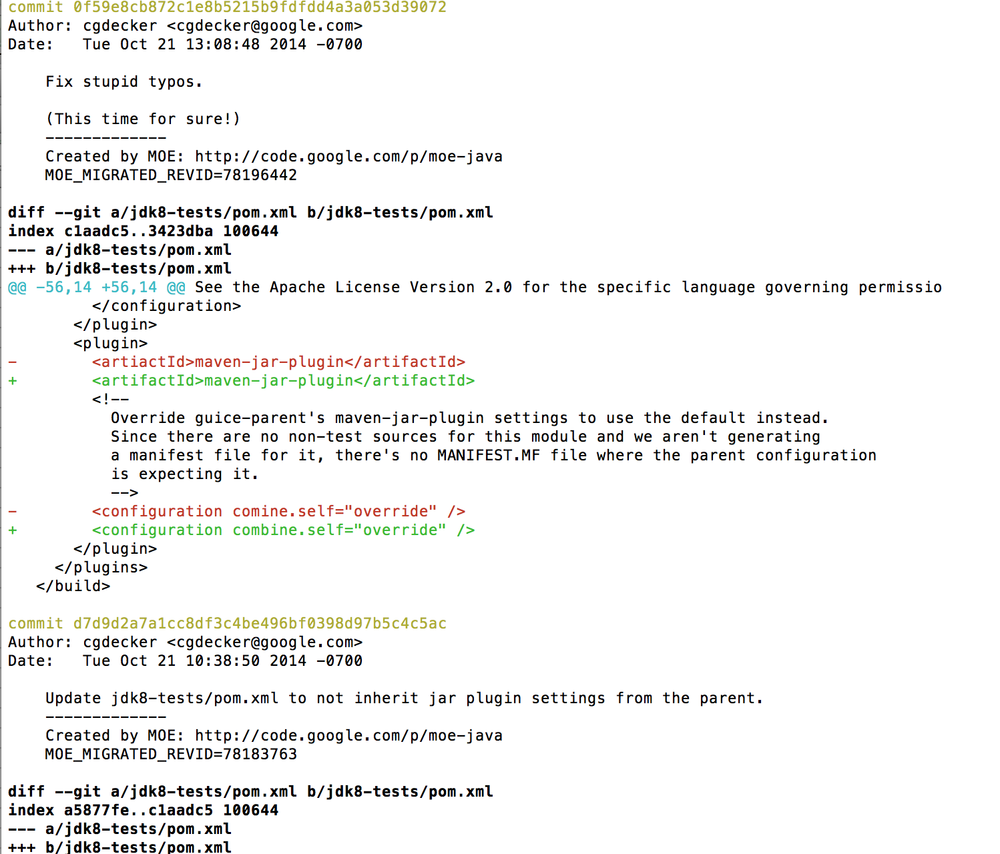 commit 0f59e8cb872c1e8b5215b9fdfdd4a3a053d39072
Author: cgdecker <cgdecker@google.com>
Date:   Tue Oct 21 13:08:48 2014 -0700

    Fix stupid typos.

    (This time for sure!)
    -------------
    Created by MOE: http://code.google.com/p/moe-java
    MOE_MIGRATED_REVID=78196442

diff --git a/jdk8-tests/pom.xml b/jdk8-tests/pom.xml
index c1aadc5..3423dba 100644
--- a/jdk8-tests/pom.xml
+++ b/jdk8-tests/pom.xml
@@ -56,14 +56,14 @@ See the Apache License Version 2.0 for the specific language governing permissio
         </configuration>
       </plugin>
       <plugin>
-        <artiactId>maven-jar-plugin</artifactId>
+        <artifactId>maven-jar-plugin</artifactId>
         <!--
           Override guice-parent's maven-jar-plugin settings to use the default instead.
           Since there are no non-test sources for this module and we aren't generating
           a manifest file for it, there's no MANIFEST.MF file where the parent configuration
           is expecting it.
           -->
-        <configuration comine.self="override" />
+        <configuration combine.self="override" />
       </plugin>
     </plugins>
   </build>

commit d7d9d2a7a1cc8df3c4be496bf0398d97b5c4c5ac
Author: cgdecker <cgdecker@google.com>
Date:   Tue Oct 21 10:38:50 2014 -0700

    Update jdk8-tests/pom.xml to not inherit jar plugin settings from the parent.
    -------------
    Created by MOE: http://code.google.com/p/moe-java
    MOE_MIGRATED_REVID=78183763

diff --git a/jdk8-tests/pom.xml b/jdk8-tests/pom.xml
index a5877fe..c1aadc5 100644
--- a/jdk8-tests/pom.xml
+++ b/jdk8-tests/pom.xml